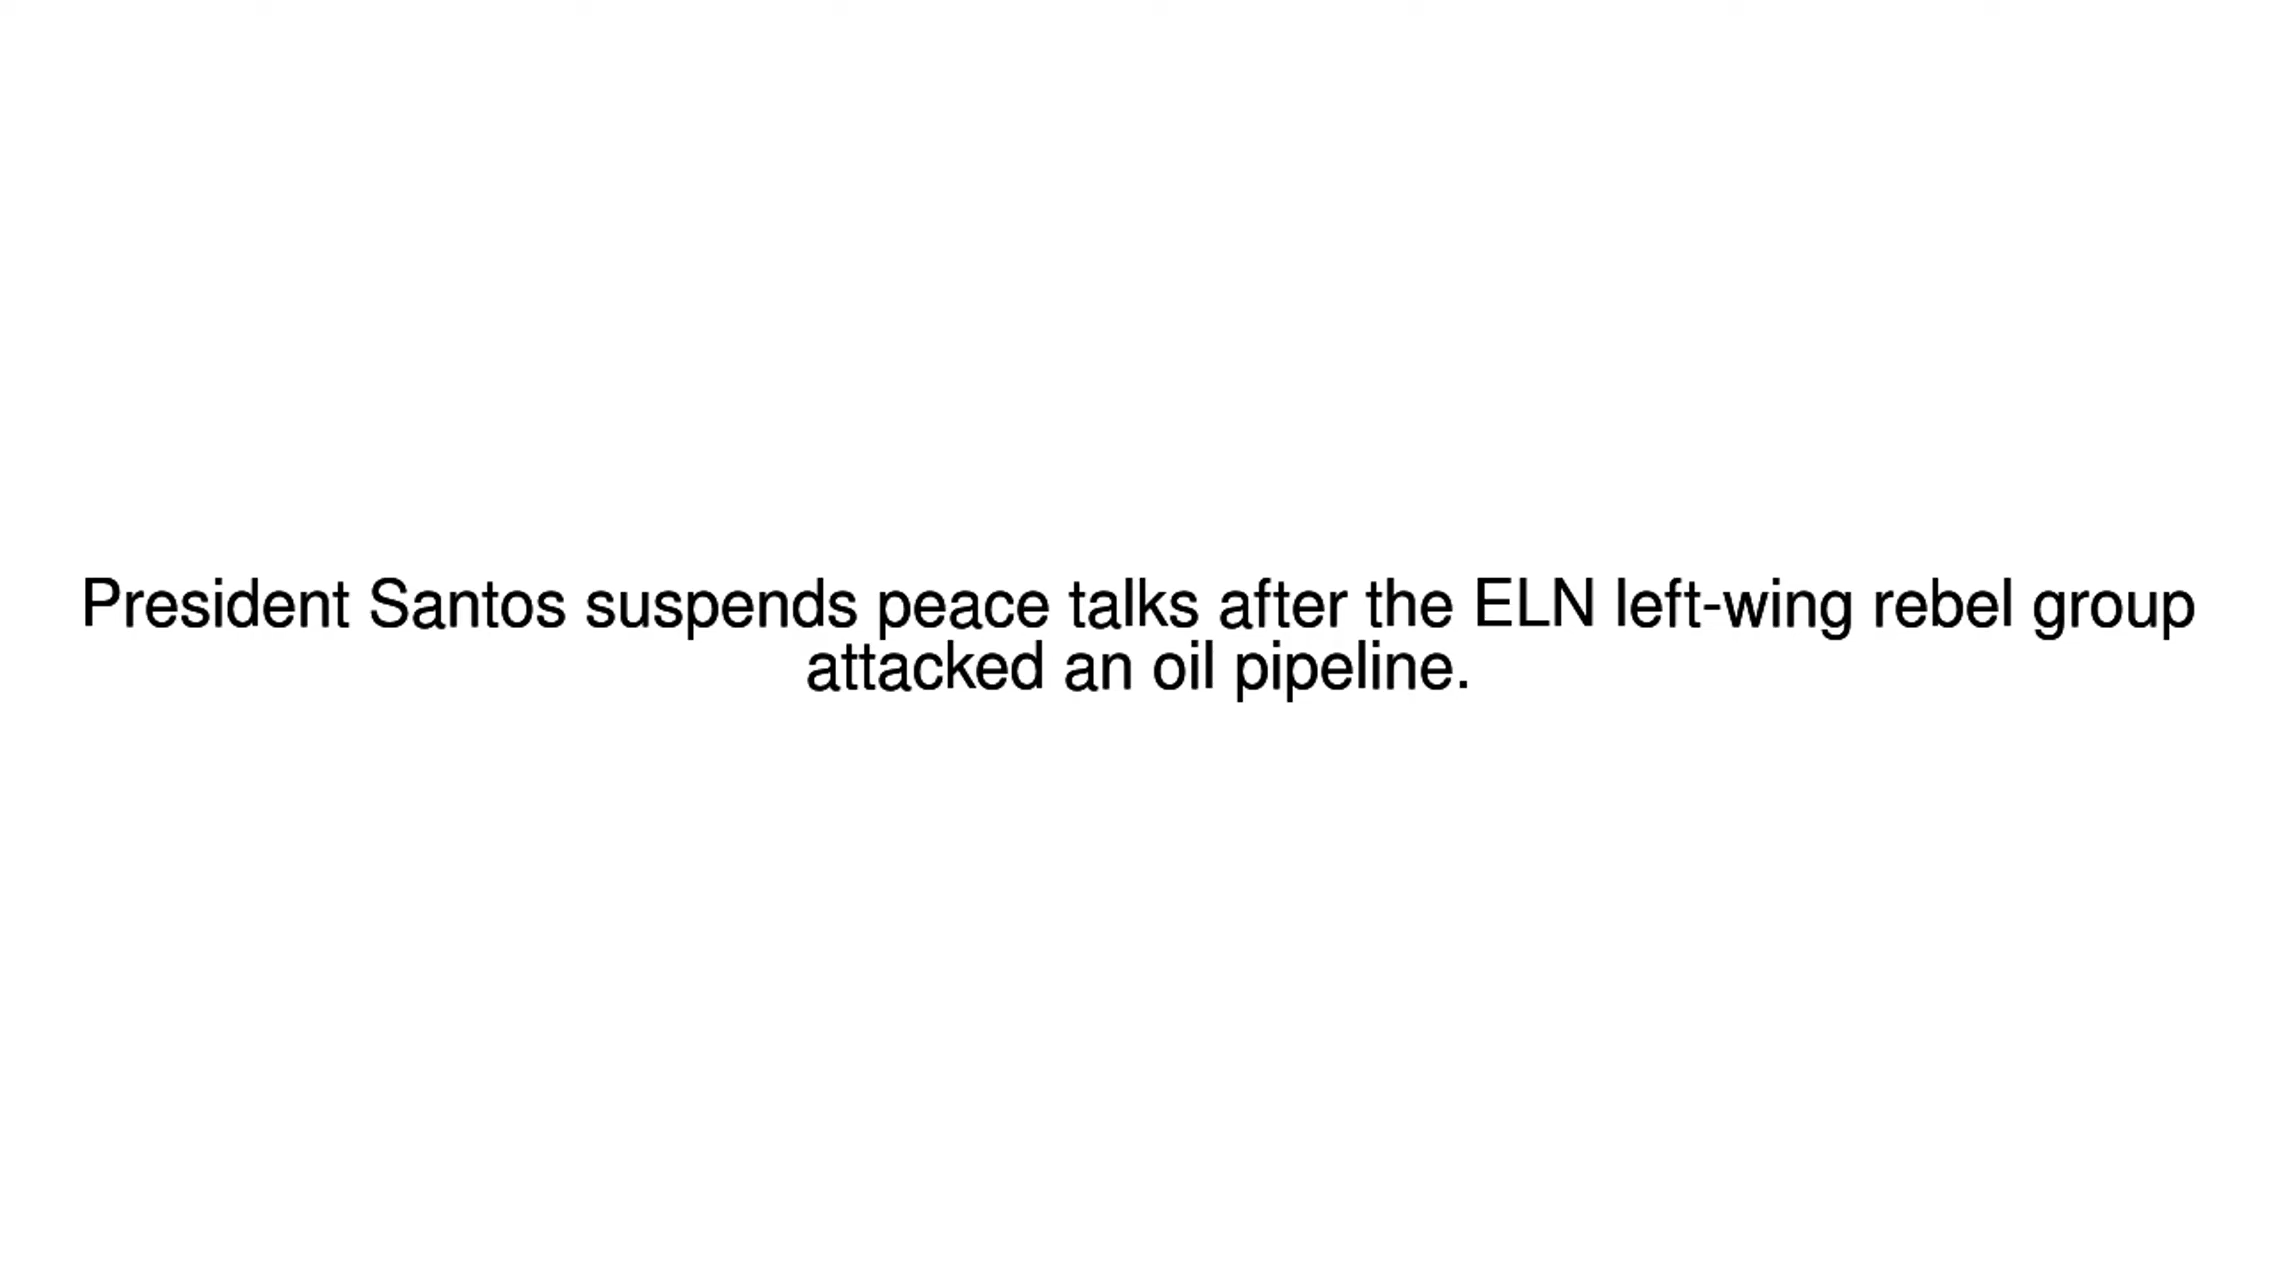 President Santos suspends peace talks after the ELN left-wing rebel group
attacked an oil pipeline.